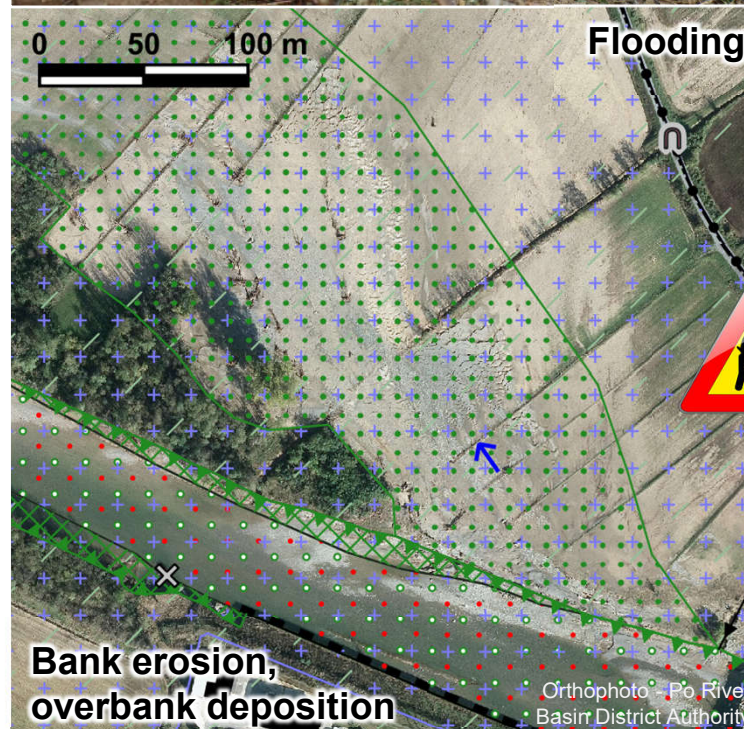 0 50 100 m
Flooding
Bank erosion,
overbank deposition
Orthophoto - Po Rive
Basin District Authority